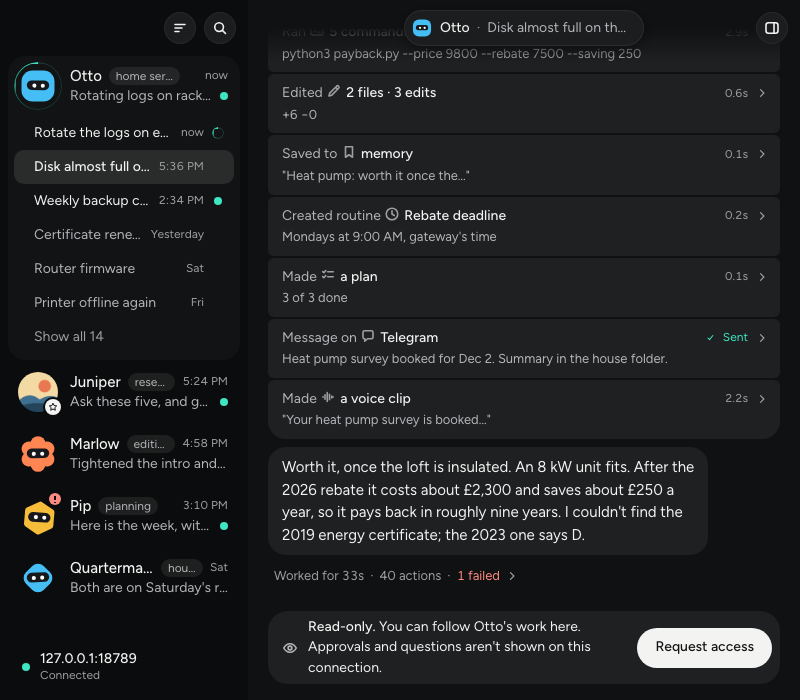 Otto home ser... now
Rotating logs on rack...
Rotate the logs on e... now
Disk almost full o... 5:36 PM
Weekly backup c... 2:34 PM
Certificate rene... Yesterday
Router firmware Sat
Printer offline again Fri
Show all 14
Juniper rese... 5:24 PM
Ask these five, and g...
Marlow editi... 4:58 PM
Tightened the intro and...
Pip planning 3:10 PM
Here is the week, wit...
Quarterma... hou... Sat
Both are on Saturday's r...
127.0.0.1:18789
Connected
Otto · Disk almost full on th...
Ran 5 command 2.9s
python3 payback.py --price 9800 --rebate 7500 --saving 250
Edited 2 files · 3 edits 0.6s
+6 −0
Saved to memory 0.1s
"Heat pump: worth it once the..."
Created routine Rebate deadline 0.2s
Mondays at 9:00 AM, gateway's time
Made a plan 0.1s
3 of 3 done
Message on Telegram Sent
Heat pump survey booked for Dec 2. Summary in the house folder.
Made a voice clip 2.2s
"Your heat pump survey is booked..."
Worth it, once the loft is insulated. An 8 kW unit fits. After the
2026 rebate it costs about £2,300 and saves about £250 a
year, so it pays back in roughly nine years. I couldn't find the
2019 energy certificate; the 2023 one says D.
Worked for 33s · 40 actions · 1 failed
Read-only. You can follow Otto's work here.
Approvals and questions aren't shown on this
connection.
Request access